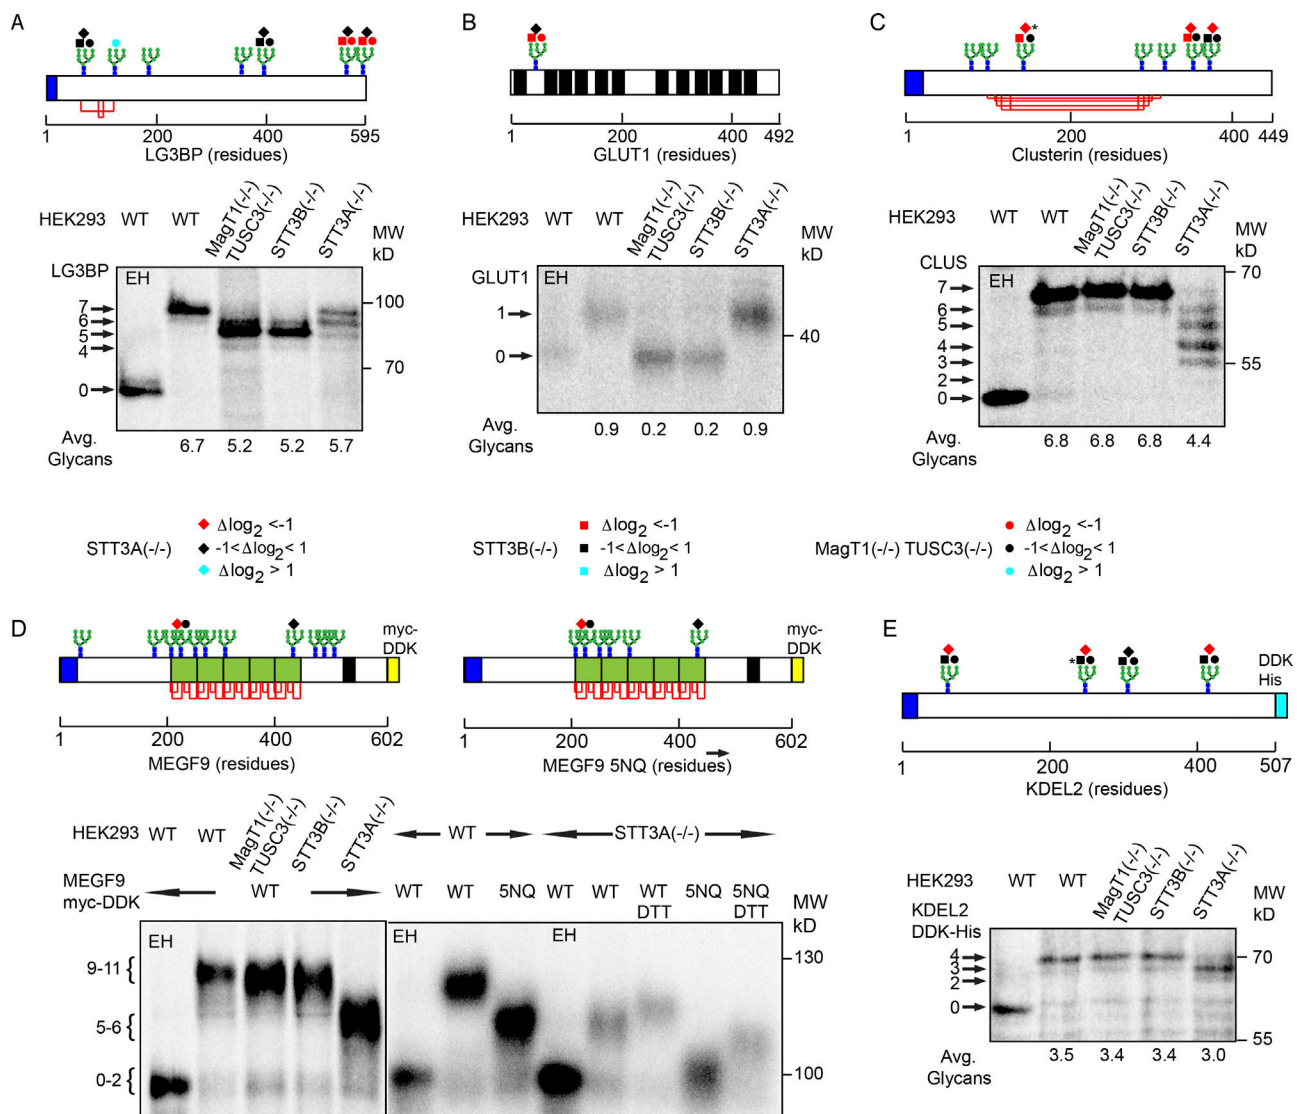 A
1 200 400 595
LG3BP (residues)
HEK293 WT WT MagT1(-/-) TUSC3(-/-) STT3B(-/-) STT3A(-/-)
MW kD
LG3BP
EH
7
6
5
4
0
100
70
Avg. Glycans 6.7 5.2 5.2 5.7
B
1 200 400 492
GLUT1 (residues)
HEK293 WT WT MagT1(-/-) TUSC3(-/-) STT3B(-/-) STT3A(-/-)
MW kD
GLUT1
EH
1
0
40
Avg. Glycans 0.9 0.2 0.2 0.9
C
*
1 200 400 449
Clusterin (residues)
HEK293 WT WT MagT1(-/-) TUSC3(-/-) STT3B(-/-) STT3A(-/-)
MW kD
CLUS
EH
7
6
5
4
3
2
0
70
55
Avg. Glycans 6.8 6.8 6.8 4.4
STT3A(-/-)
Δlog2 <-1
-1<Δlog2< 1
Δlog2 > 1
STT3B(-/-)
Δlog2 <-1
-1<Δlog2< 1
Δlog2 > 1
MagT1(-/-) TUSC3(-/-)
Δlog2 <-1
-1<Δlog2< 1
Δlog2 > 1
D
myc-DDK
1 200 400 602
MEGF9 (residues)
myc-DDK
1 200 400 602
MEGF9 5NQ (residues)
HEK293 WT WT MagT1(-/-) TUSC3(-/-) STT3B(-/-) STT3A(-/-) WT STT3A(-/-)
MEGF9 myc-DDK WT WT WT 5NQ WT WT WT DTT 5NQ 5NQ DTT
MW kD
EH EH EH
9-11
5-6
0-2
130
100
E
*
DDK His
1 200 400 507
KDEL2 (residues)
HEK293 WT WT MagT1(-/-) TUSC3(-/-) STT3B(-/-) STT3A(-/-)
MW kD
KDEL2 DDK-His
EH
4
3
2
0
70
55
Avg. Glycans 3.5 3.4 3.4 3.0